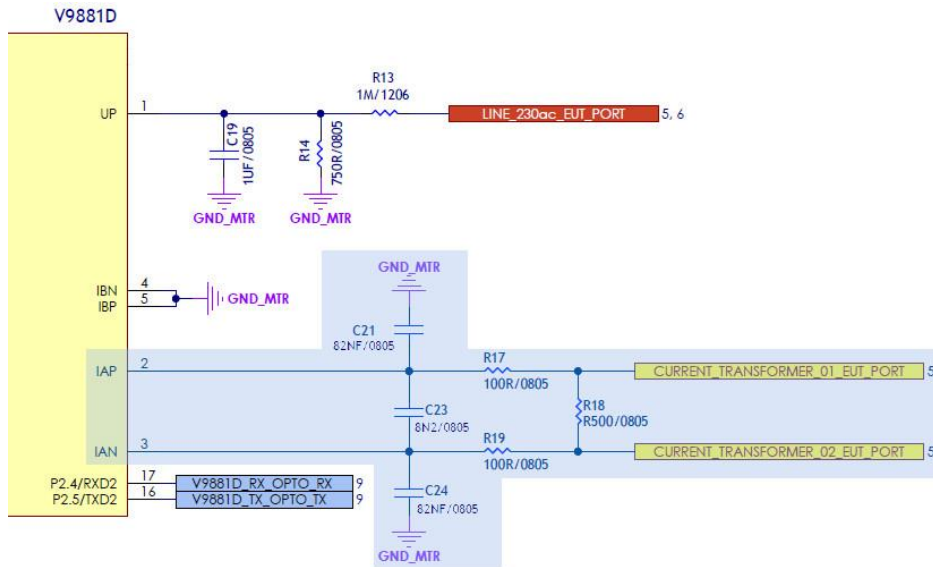 V9881D
UP
1
C19
1UF/0805
GND_MTR
R14
750R/0805
GND_MTR
R13
1M/1206
LINE_230ac_EUT_PORT
5, 6
IBN
4
IBP
5
GND_MTR
GND_MTR
C21
82NF/0805
IAP
2
R17
100R/0805
CURRENT_TRANSFORMER_01_EUT_PORT
5
C23
8N2/0805
R18
R500/0805
IAN
3
R19
100R/0805
CURRENT_TRANSFORMER_02_EUT_PORT
5
C24
82NF/0805
GND_MTR
P2.4/RXD2
17
V9881D_RX_OPTO_RX
9
P2.5/TXD2
16
V9881D_TX_OPTO_TX
9